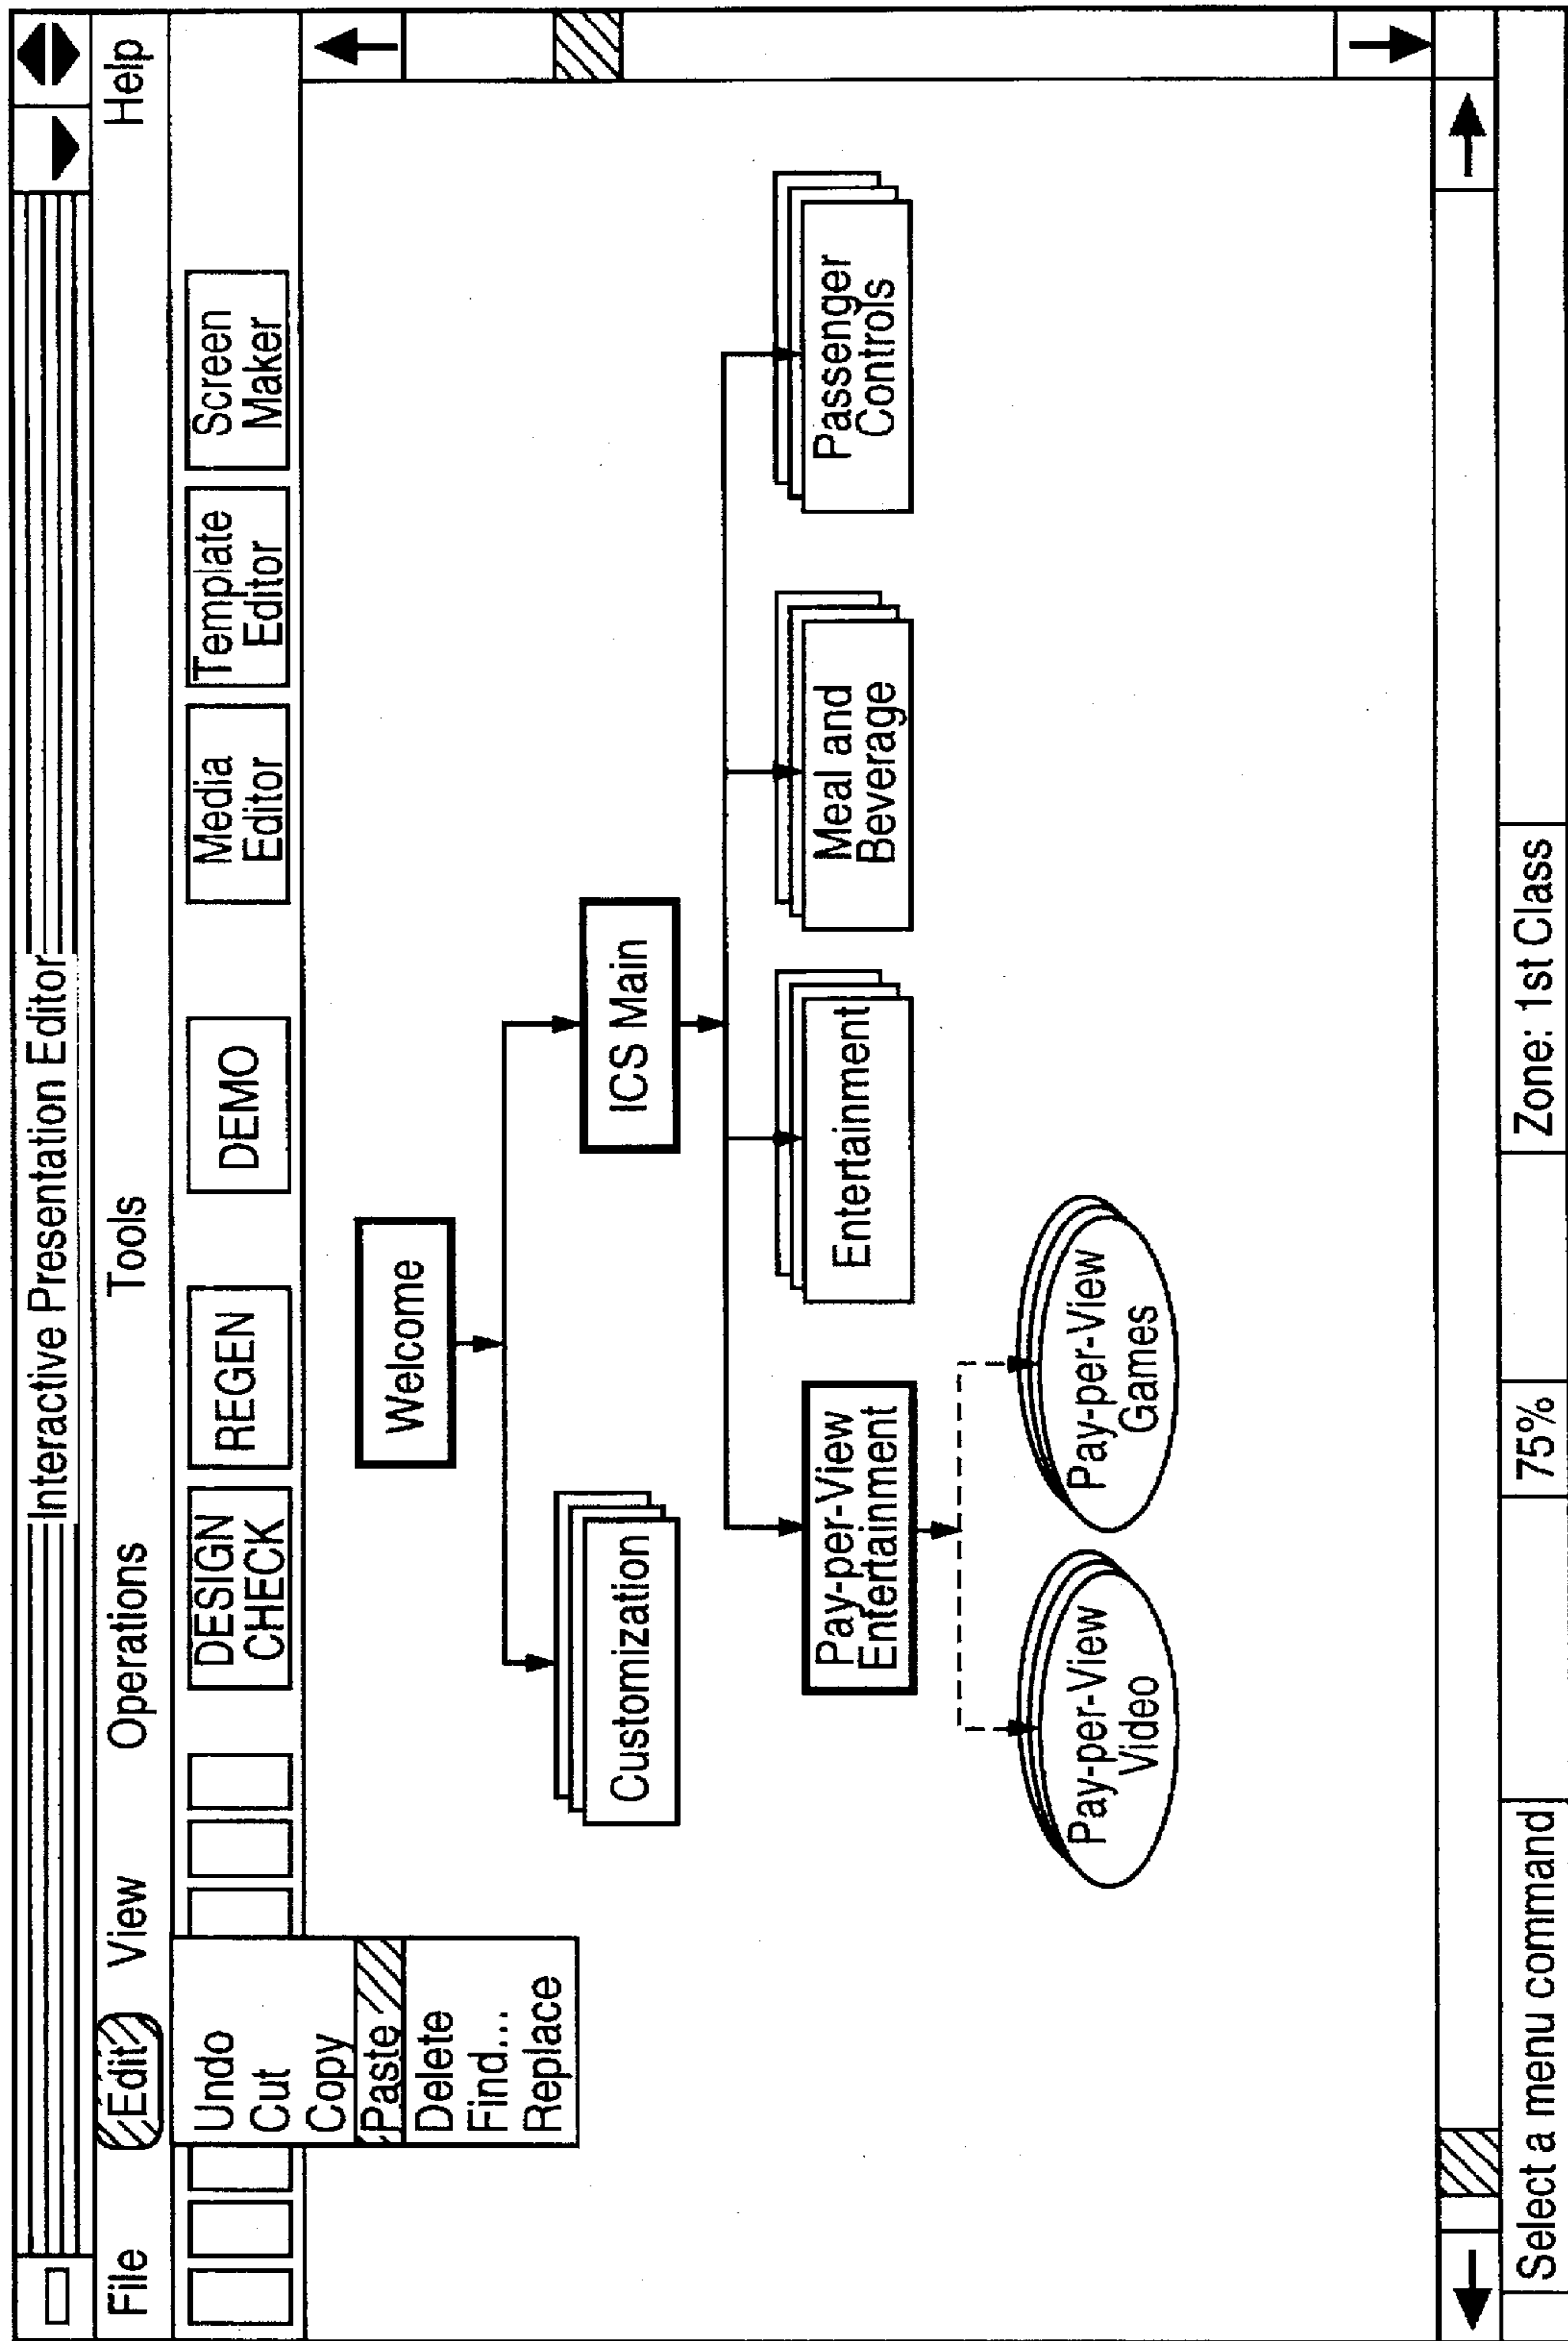 Interactive Presentation Editor
File Edit View Operations Tools Help
DESIGN
CHECK
REGEN
DEMO
Media
Editor
Template
Editor
Screen
Maker
Undo
Cut
Copy
Paste
Delete
Find...
Replace
Welcome
Customization
ICS Main
Pay-per-View
Entertainment
Entertainment
Meal and
Beverage
Passenger
Controls
Pay-per-View
Video
Pay-per-View
Games
Select a menu command
75%
Zone: 1st Class